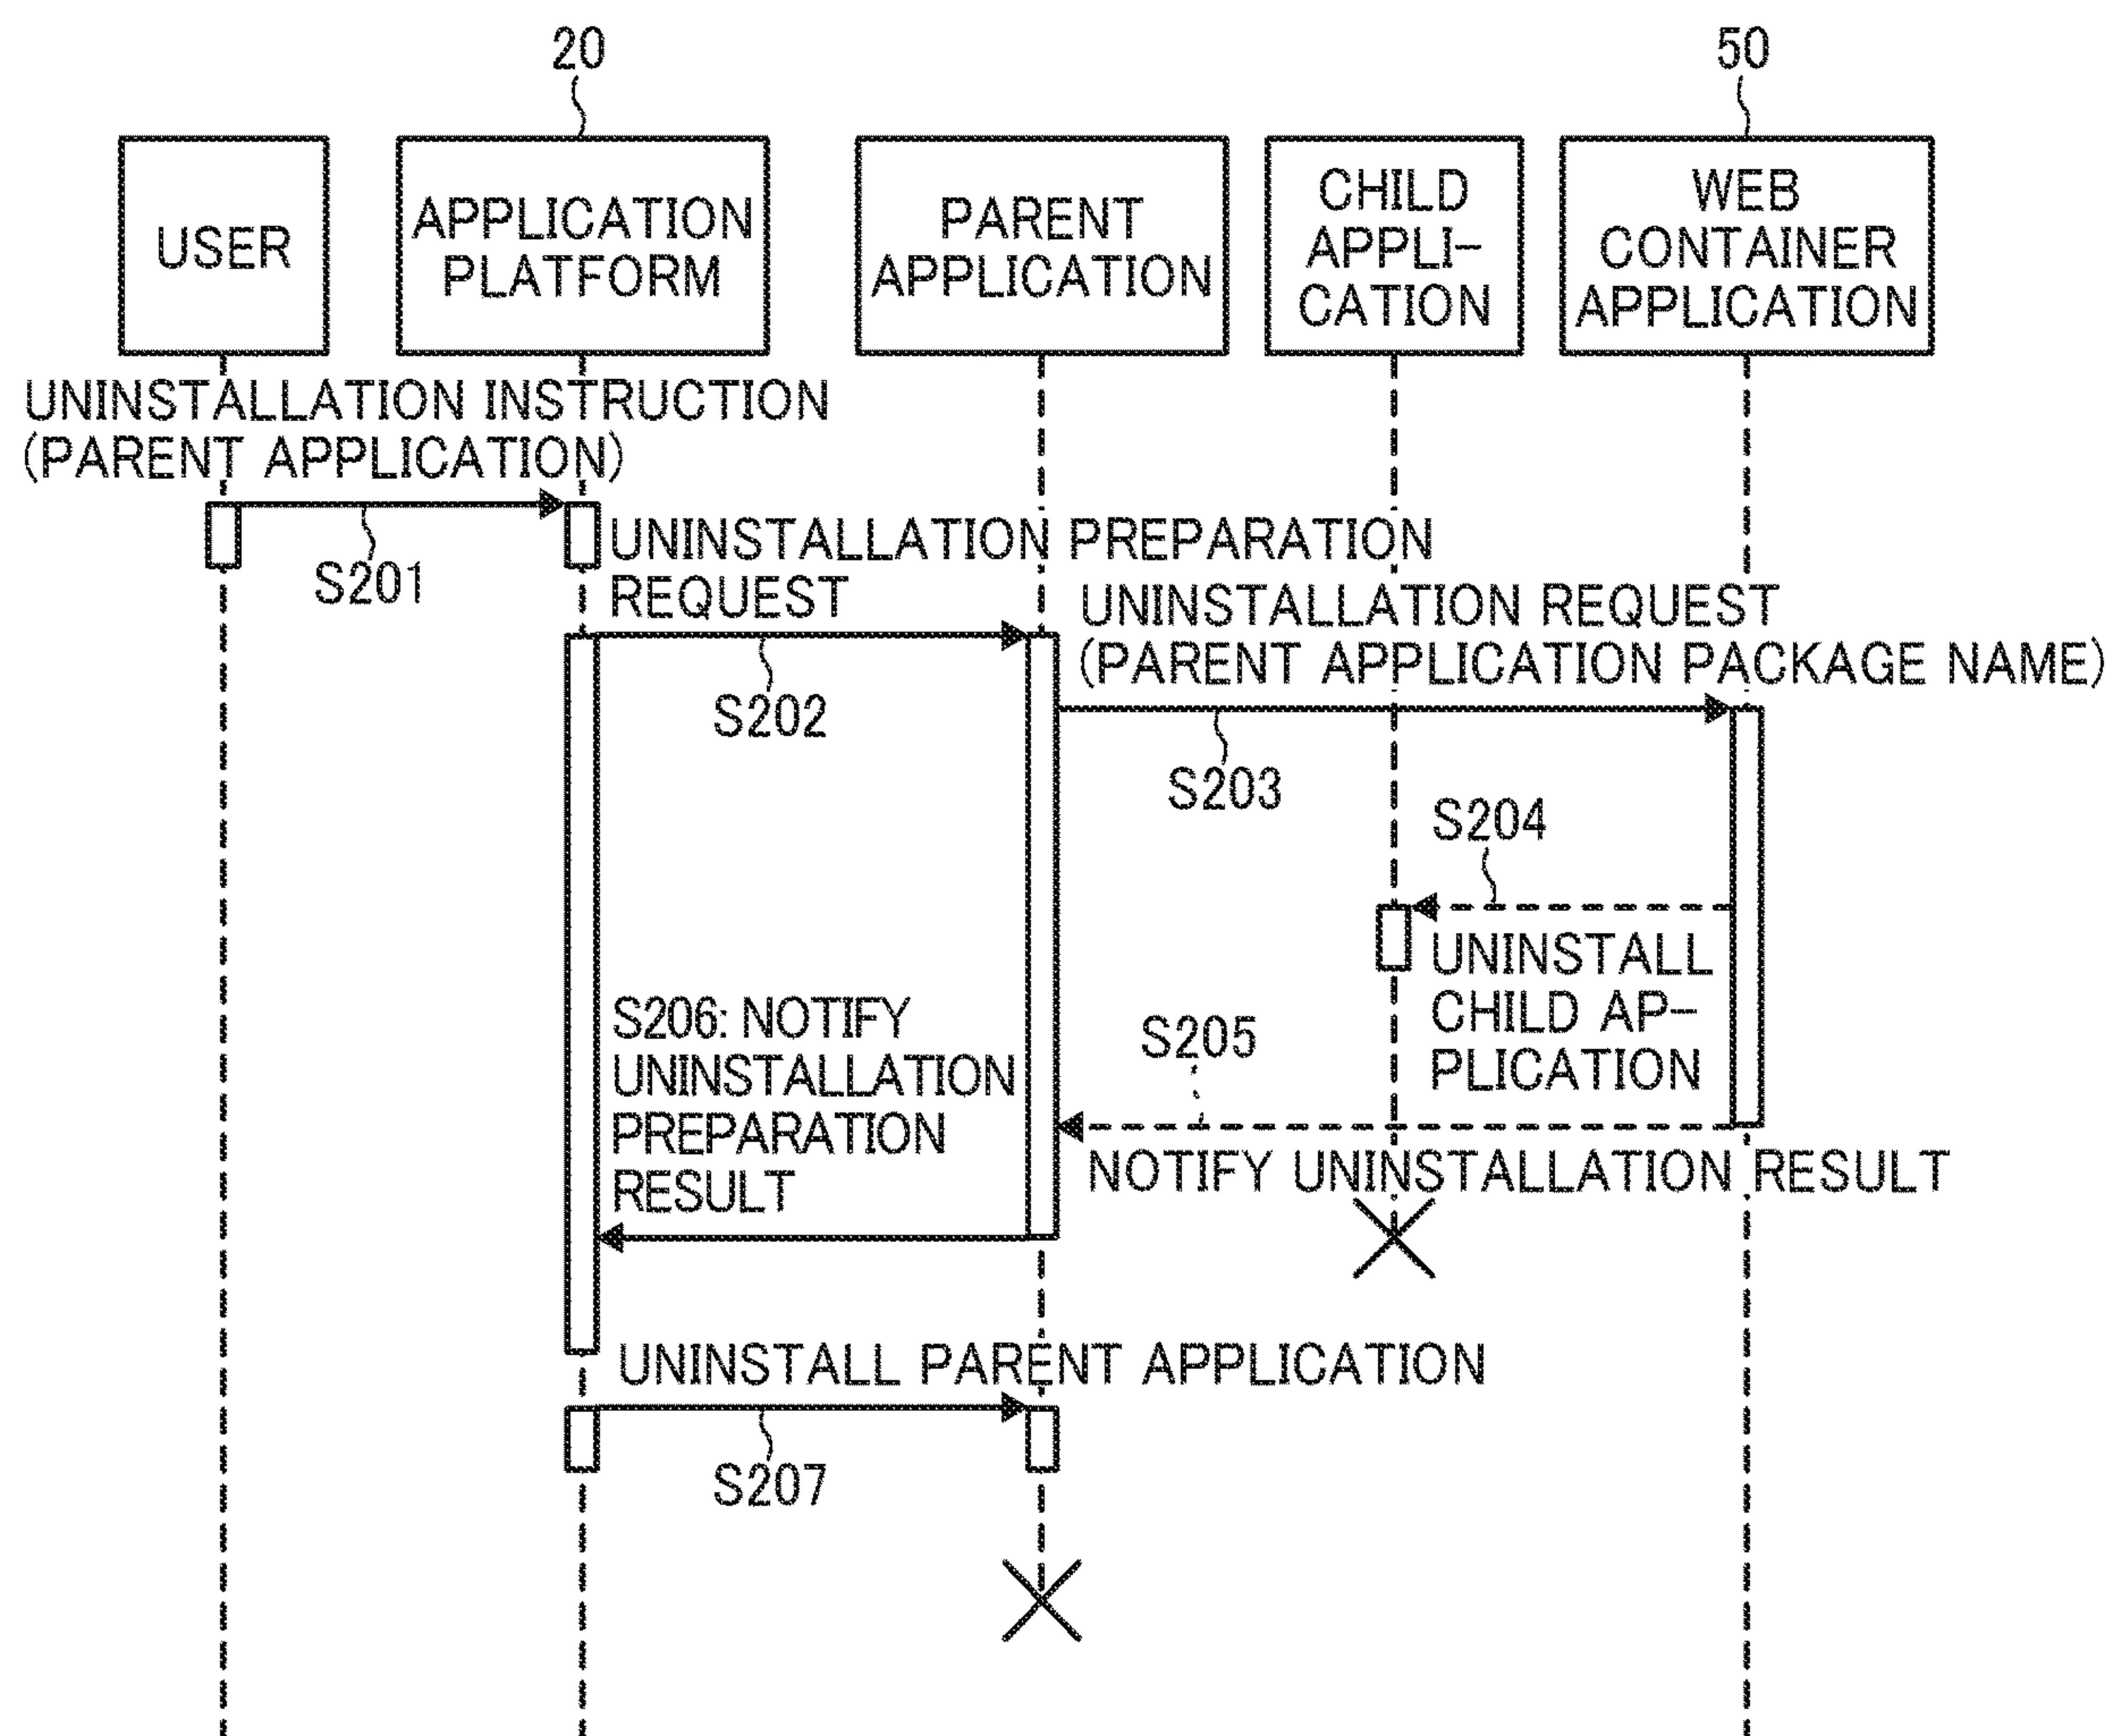 20
50
USER
APPLICATION
PLATFORM
PARENT
APPLICATION
CHILD
APPLI-
CATION
WEB
CONTAINER
APPLICATION
UNINSTALLATION INSTRUCTION
(PARENT APPLICATION)
S201
UNINSTALLATION PREPARATION
REQUEST
S202
UNINSTALLATION REQUEST
(PARENT APPLICATION PACKAGE NAME)
S203
S204
UNINSTALL
CHILD AP-
PLICATION
S205
NOTIFY UNINSTALLATION RESULT
S206: NOTIFY
UNINSTALLATION
PREPARATION
RESULT
UNINSTALL PARENT APPLICATION
S207